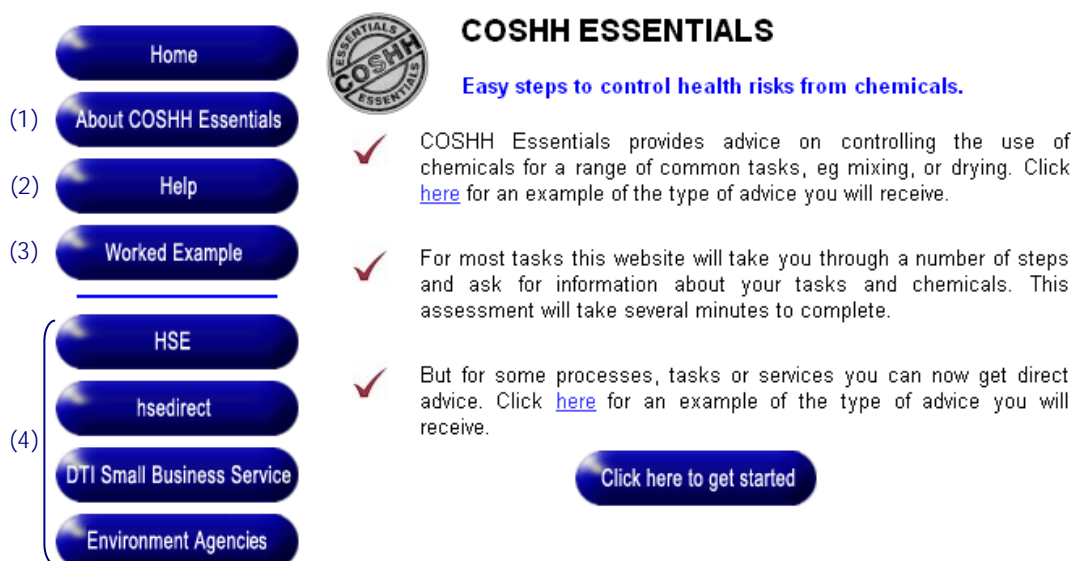 Home
(1) About COSHH Essentials
(2) Help
(3) Worked Example
HSE
hsedirect
(4)
DTI Small Business Service
Environment Agencies
ESSENTIALS
COSHH
ESSENTIALS
COSHH ESSENTIALS
Easy steps to control health risks from chemicals.
COSHH Essentials provides advice on controlling the use of
chemicals for a range of common tasks, eg mixing, or drying. Click
here for an example of the type of advice you will receive.
For most tasks this website will take you through a number of steps
and ask for information about your tasks and chemicals. This
assessment will take several minutes to complete.
But for some processes, tasks or services you can now get direct
advice. Click here for an example of the type of advice you will
receive.
Click here to get started